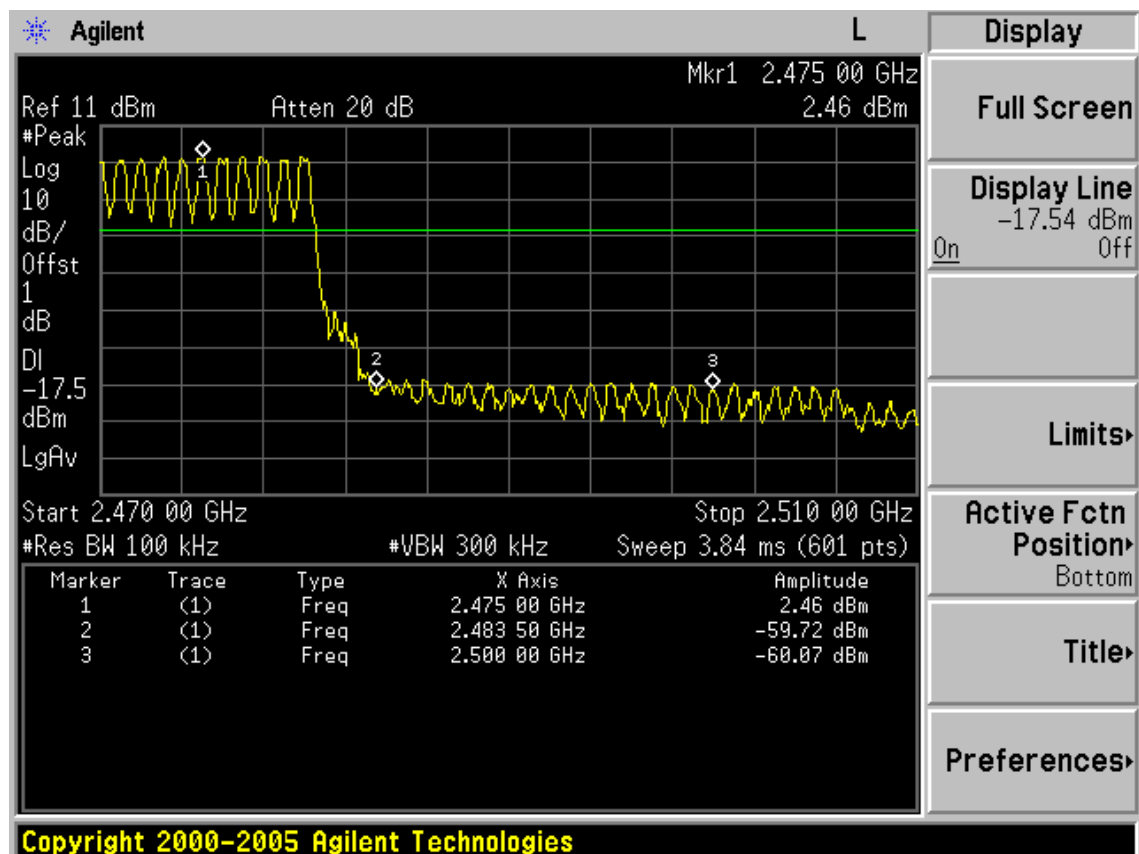 Agilent L
Mkr1 2.475 00 GHz
Ref 11 dBm Atten 20 dB 2.46 dBm
#Peak
Log
10
dB/
Offst
1
dB
DI
-17.5
dBm
LgAv
1
2
3
Start 2.470 00 GHz Stop 2.510 00 GHz
#Res BW 100 kHz #VBW 300 kHz Sweep 3.84 ms (601 pts)
Marker Trace Type X Axis Amplitude
1 (1) Freq 2.475 00 GHz 2.46 dBm
2 (1) Freq 2.483 50 GHz -59.72 dBm
3 (1) Freq 2.500 00 GHz -60.07 dBm
Display
Full Screen
Display Line
-17.54 dBm
On Off
Limits
Active Fctn
Position
Bottom
Title
Preferences
Copyright 2000-2005 Agilent Technologies